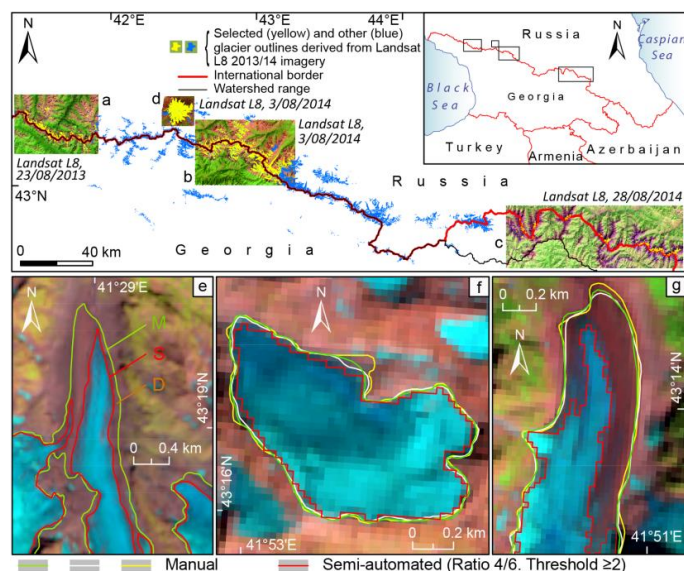 42°E
43°E
44°E
N
Selected (yellow) and other (blue)
glacier outlines derived from Landsat
L8 2013/14 imagery
International border
Watershed range
Russia
Caspian
Sea
Black
Sea
Georgia
Turkey
Armenia
Azerbaijan
a
d
Landsat L8, 3/08/2014
Landsat L8,
3/08/2014
Landsat L8,
23/08/2013
b
43°N
Russia
Landsat L8, 28/08/2014
c
0 40 km
Georgia
e
N
41°29'E
M
S
D
43°19'N
0 0.4 km
f
N
43°16'N
41°53'E
0 0.2 km
g
0 0.2 km
N
43°14'N
41°51'E
Manual
Semi-automated (Ratio 4/6. Threshold ≥2)